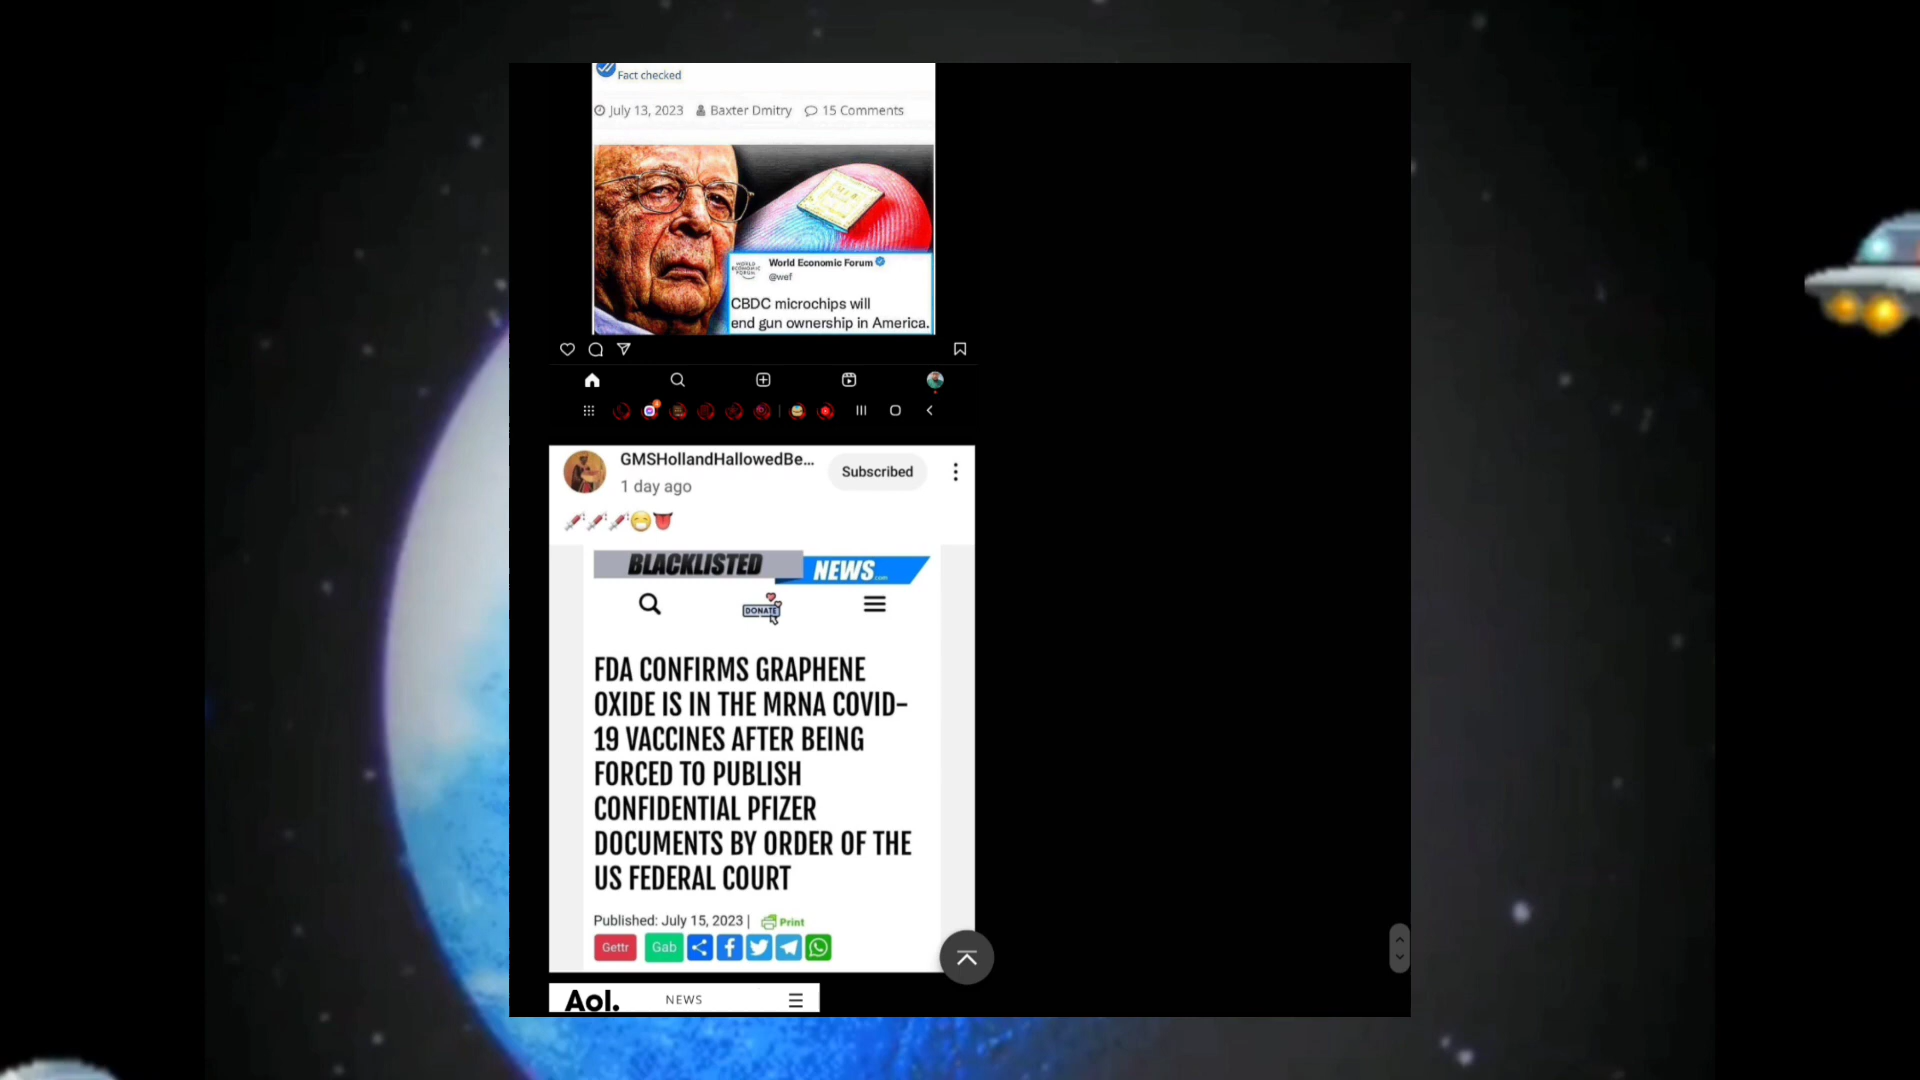 Fact checked
July 13, 2023 Baxter Dmitry 15 Comments
World Economic Forum
@wef
CBDC microchips will
end gun ownership in America.
GMSHollandHallowedBe...
1 day ago
Subscribed
BLACKLISTED NEWS.com
DONATE
FDA CONFIRMS GRAPHENE
OXIDE IS IN THE MRNA COVID-
19 VACCINES AFTER BEING
FORCED TO PUBLISH
CONFIDENTIAL PFIZER
DOCUMENTS BY ORDER OF THE
US FEDERAL COURT
Published: July 15, 2023 | Print
Gettr Gab
Aol. NEWS